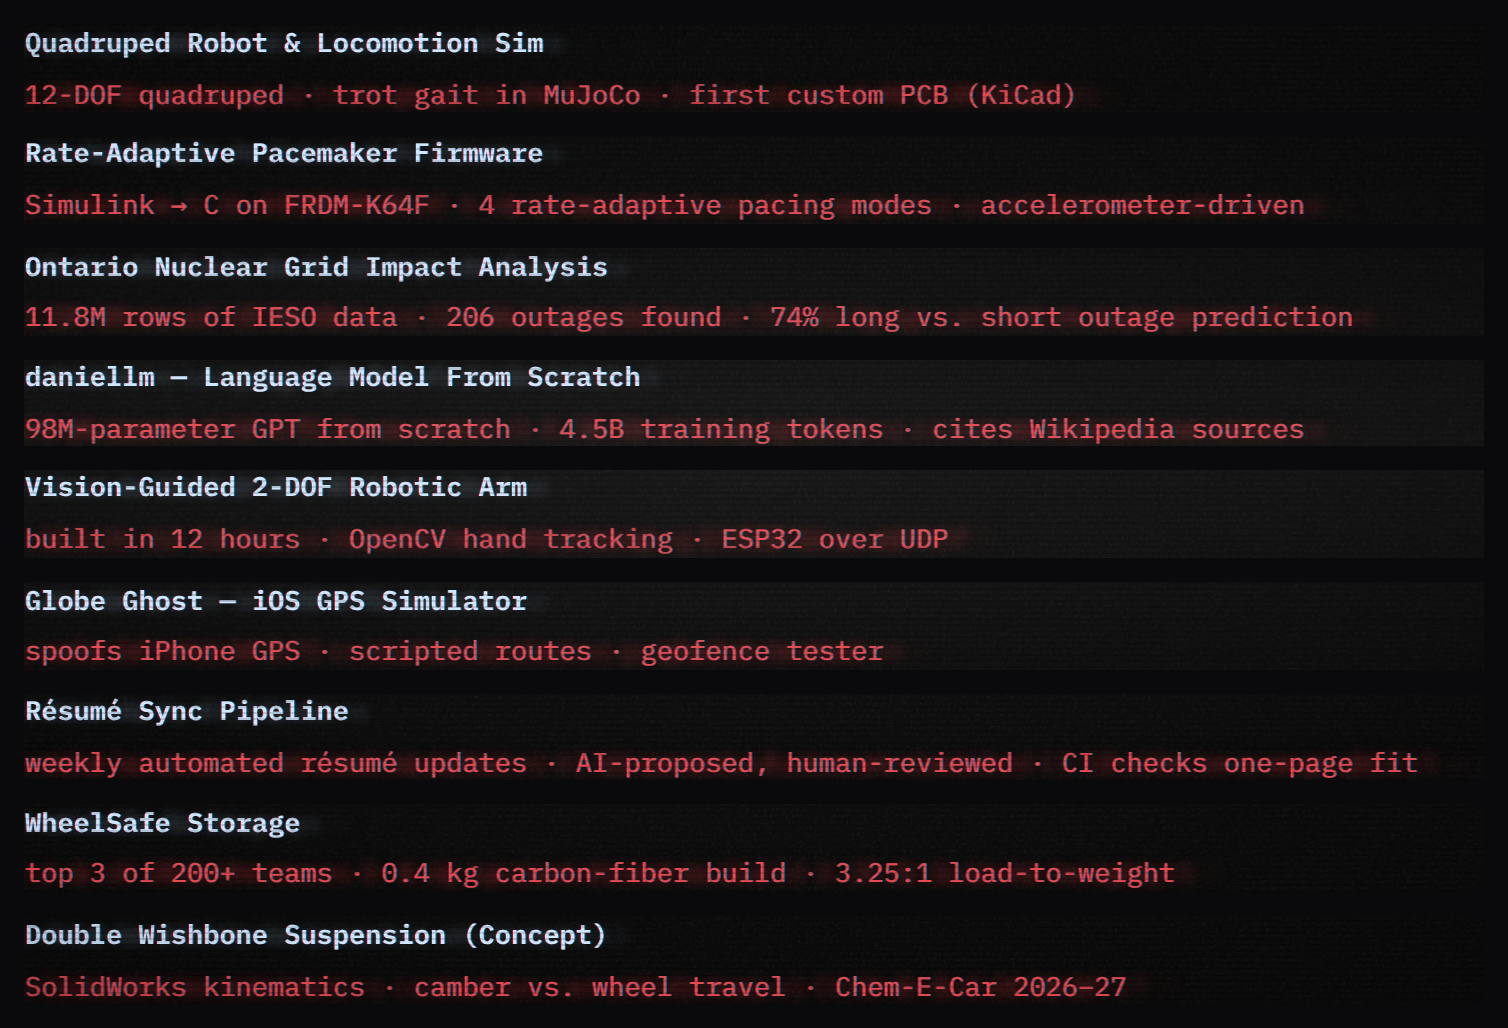 Quadruped Robot & Locomotion Sim
12-DOF quadruped · trot gait in MuJoCo · first custom PCB (KiCad)
Rate-Adaptive Pacemaker Firmware
Simulink → C on FRDM-K64F · 4 rate-adaptive pacing modes · accelerometer-driven
Ontario Nuclear Grid Impact Analysis
11.8M rows of IESO data · 206 outages found · 74% long vs. short outage prediction
daniellm — Language Model From Scratch
98M-parameter GPT from scratch · 4.5B training tokens · cites Wikipedia sources
Vision-Guided 2-DOF Robotic Arm
built in 12 hours · OpenCV hand tracking · ESP32 over UDP
Globe Ghost — iOS GPS Simulator
spoofs iPhone GPS · scripted routes · geofence tester
Résumé Sync Pipeline
weekly automated résumé updates · AI-proposed, human-reviewed · CI checks one-page fit
WheelSafe Storage
top 3 of 200+ teams · 0.4 kg carbon-fiber build · 3.25:1 load-to-weight
Double Wishbone Suspension (Concept)
SolidWorks kinematics · camber vs. wheel travel · Chem-E-Car 2026–27